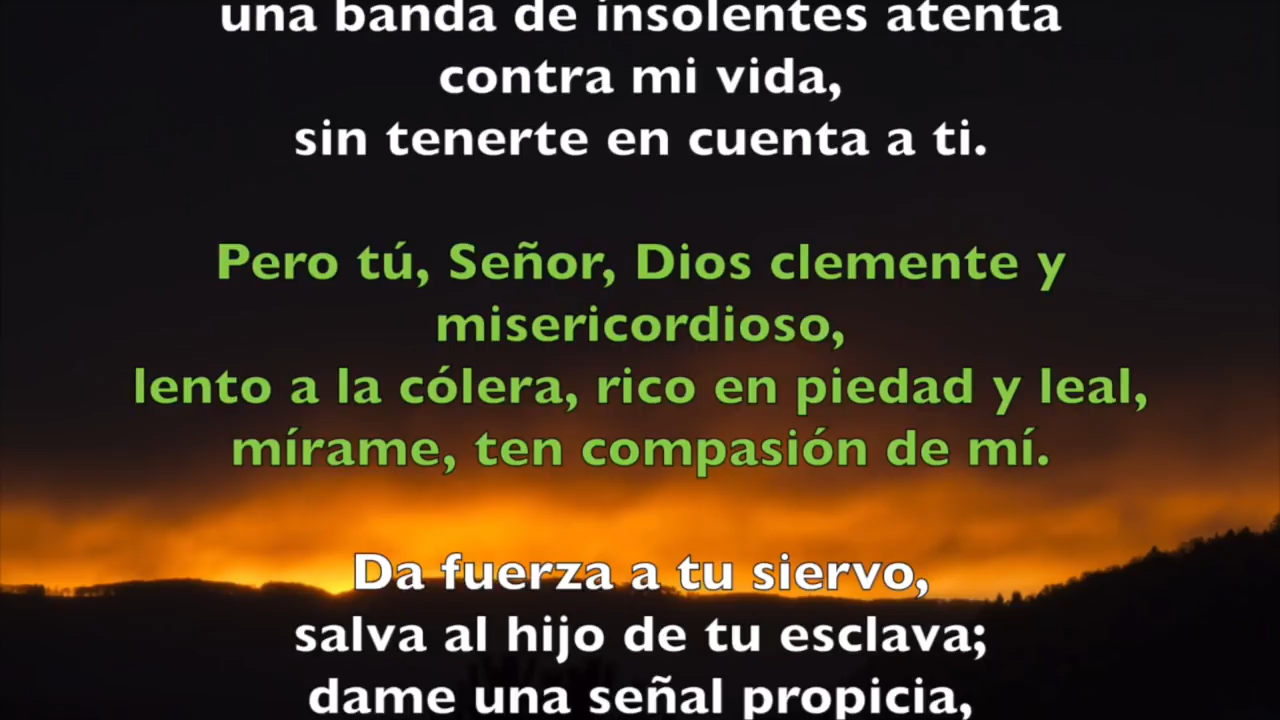 una banda de insolentes atenta
contra mi vida,
sin tenerte en cuenta a ti.
Pero tú, Señor, Dios clemente y
misericordioso,
lento a la cólera, rico en piedad y leal,
mírame, ten compasión de mí.
Da fuerza a tu siervo,
salva al hijo de tu esclava;
dame una señal propicia,